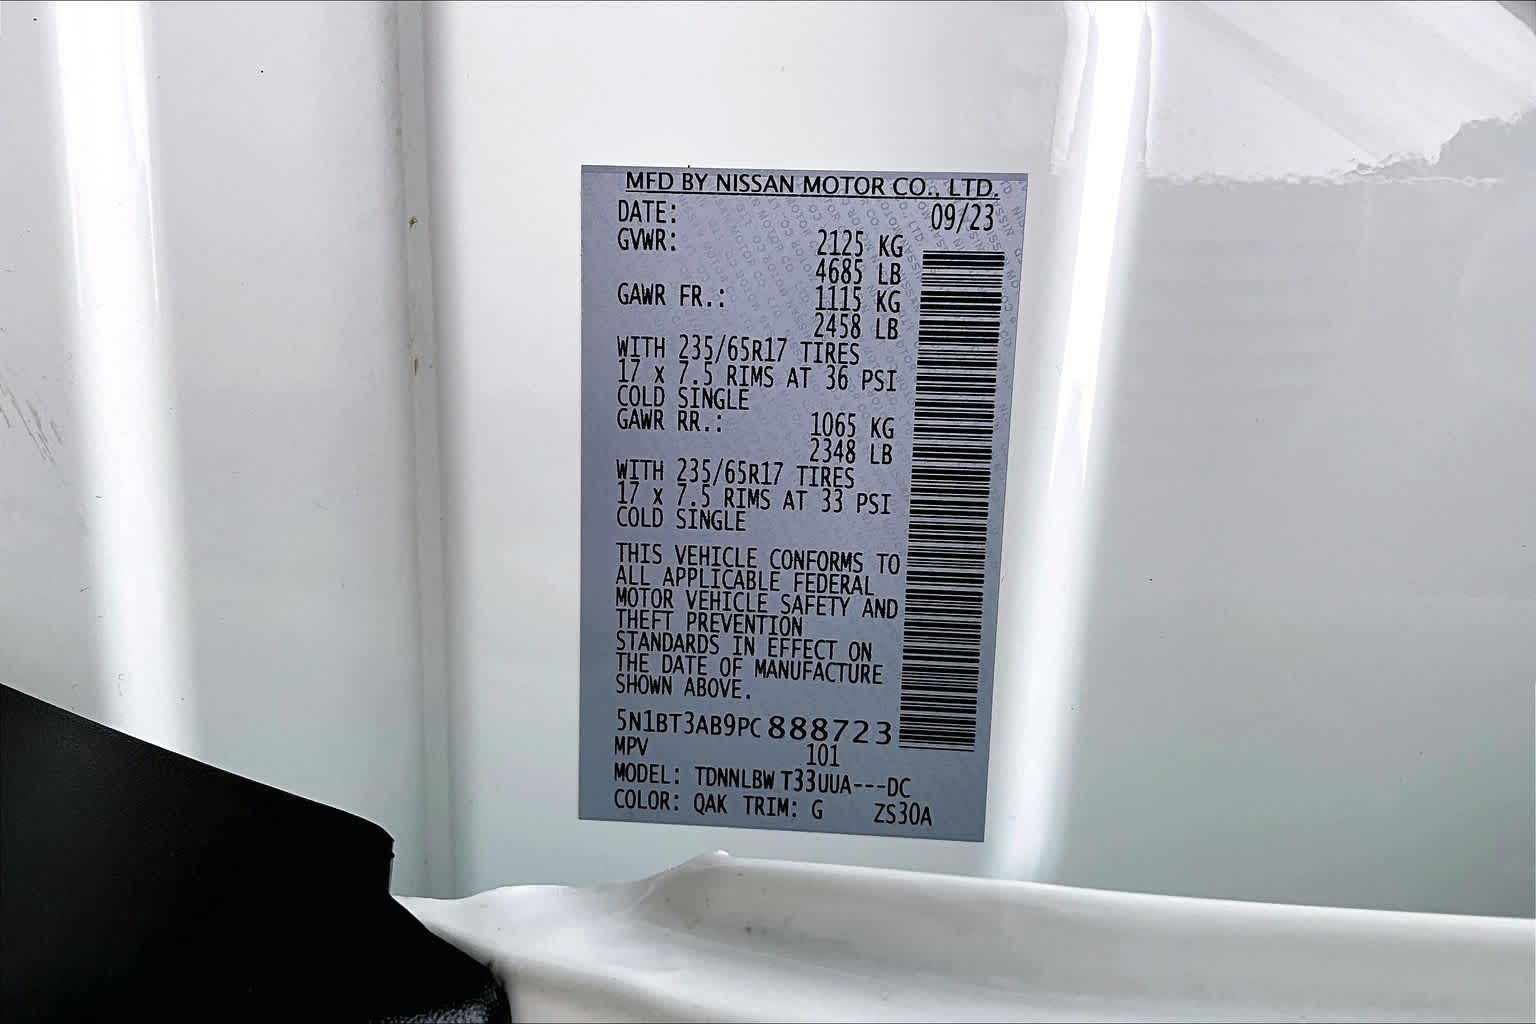 MFD BY NISSAN MOTOR CO., LTD.
DATE: 09/23
GVWR: 2125 KG
4685 LB
GAWR FR.: 1115 KG
2458 LB
WITH 235/65R17 TIRES
17 x 7.5 RIMS AT 36 PSI
COLD SINGLE
GAWR RR.: 1065 KG
2348 LB
WITH 235/65R17 TIRES
17 x 7.5 RIMS AT 33 PSI
COLD SINGLE
THIS VEHICLE CONFORMS TO
ALL APPLICABLE FEDERAL
MOTOR VEHICLE SAFETY AND
THEFT PREVENTION
STANDARDS IN EFFECT ON
THE DATE OF MANUFACTURE
SHOWN ABOVE.
5N1BT3AB9PC888723
MPV 101
MODEL: TDNNLBWT33UUA---DC
COLOR: QAK TRIM: G ZS30A